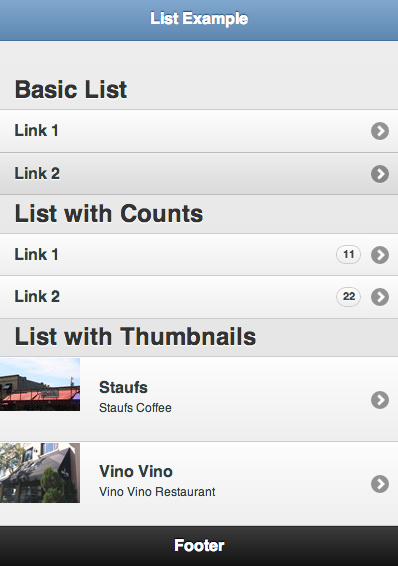 List Example
Basic List
Link 1
Link 2
List with Counts
Link 1 11
Link 2 22
List with Thumbnails
Staufs
Staufs Coffee
Vino Vino
Vino Vino Restaurant
Footer